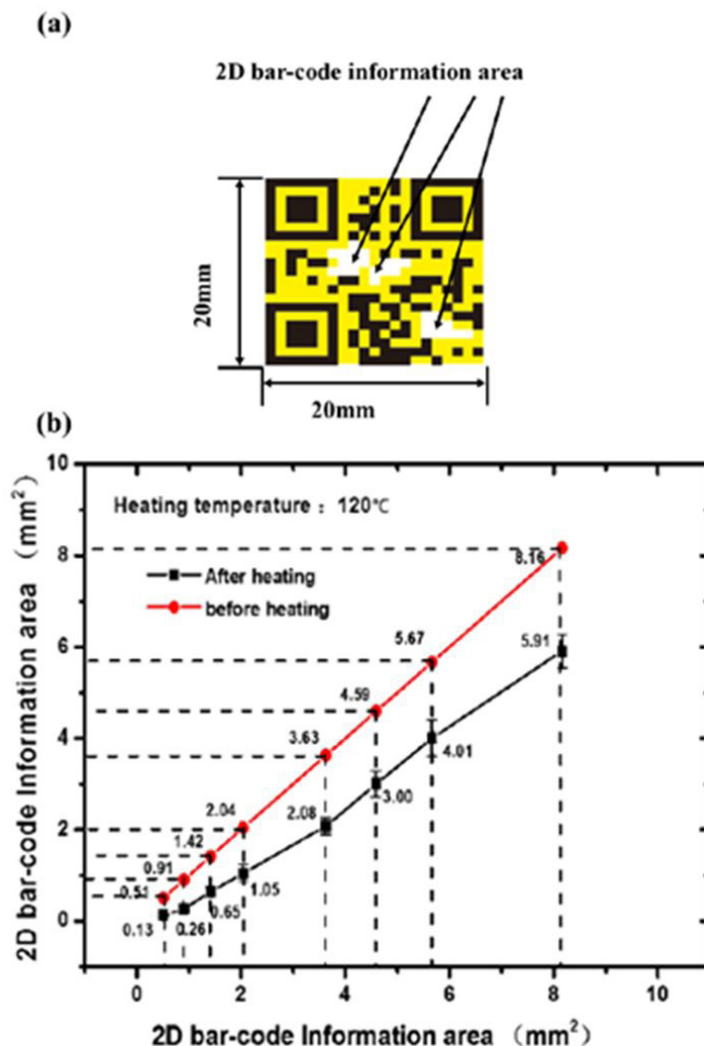 (a)
2D bar-code information area
20mm
20mm
(b)
Heating temperature : 120℃
After heating
before heating
8.16
5.91
5.67
4.59
4.01
3.63
3.00
2.04
2.08
1.42
0.91
1.05
0.51
0.65
0.13
0.26
10
8
6
4
2
0
2D bar-code Information area (mm²)
0
2
4
6
8
10
2D bar-code Information area (mm²)